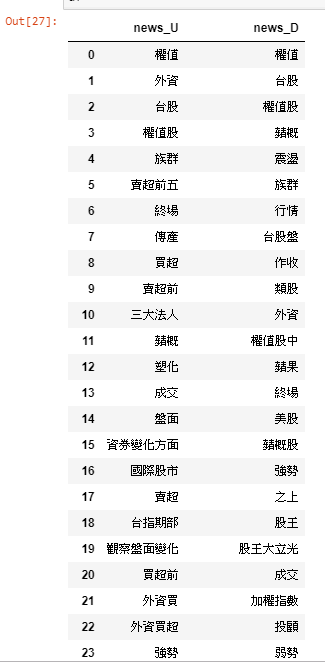 Out[27]:
news_U news_D
0 權值 權值
1 外資 台股
2 台股 權值股
3 權值股 蘋概
4 族群 震盪
5 賣超前五 族群
6 終場 行情
7 傳產 台股盤
8 買超 作收
9 賣超前 類股
10 三大法人 外資
11 蘋概 權值股中
12 塑化 蘋果
13 成交 終場
14 盤面 美股
15 資券變化方面 蘋概股
16 國際股市 強勢
17 賣超 之上
18 台指期部 股王
19 觀察盤面變化 股王大立光
20 買超前 成交
21 外資買 加權指數
22 外資買超 投顧
23 強勢 弱勢